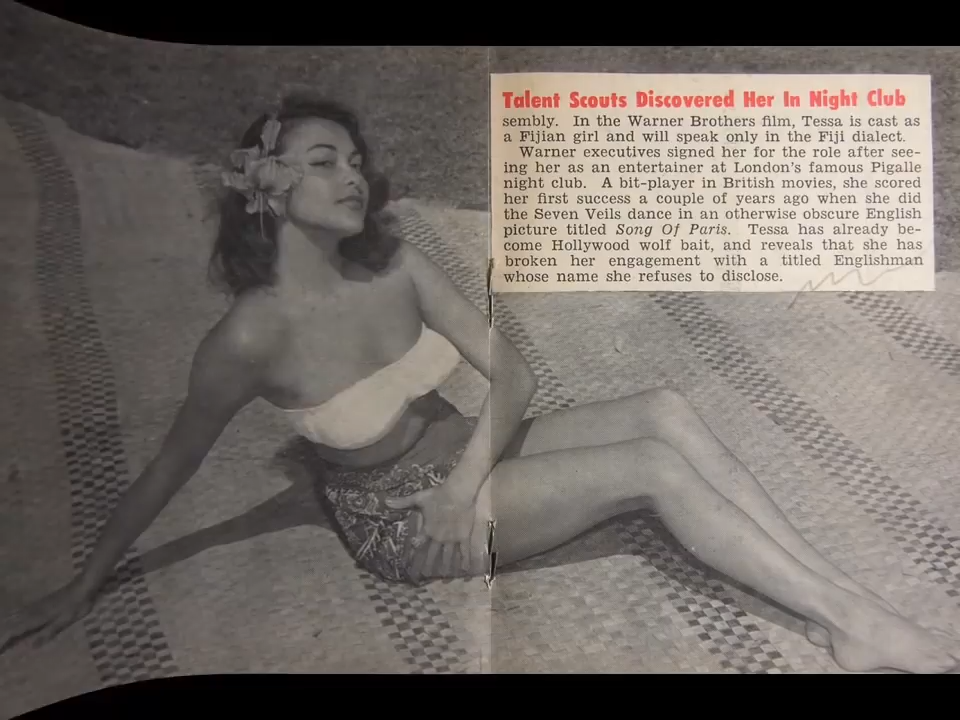 Talent Scouts Discovered Her In Night Club
sembly. In the Warner Brothers film, Tessa is cast as
a Fijian girl and will speak only in the Fiji dialect.
Warner executives signed her for the role after see-
ing her as an entertainer at London's famous Pigalle
night club. A bit-player in British movies, she scored
her first success a couple of years ago when she did
the Seven Veils dance in an otherwise obscure English
picture titled Song Of Paris. Tessa has already be-
come Hollywood wolf bait, and reveals that she has
broken her engagement with a titled Englishman
whose name she refuses to disclose.